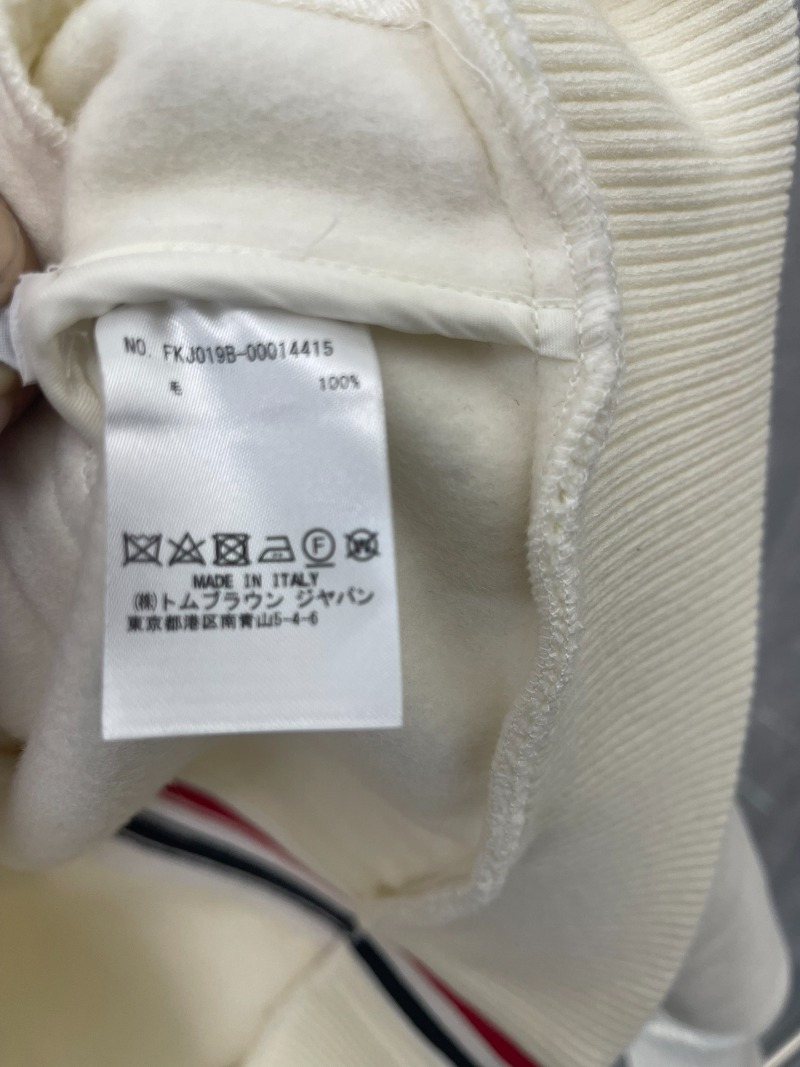 NO. FKJ019B-00014415
毛 100%
F W
MADE IN ITALY
㈱トムブラウン ジャパン
東京都港区南青山5-4-6